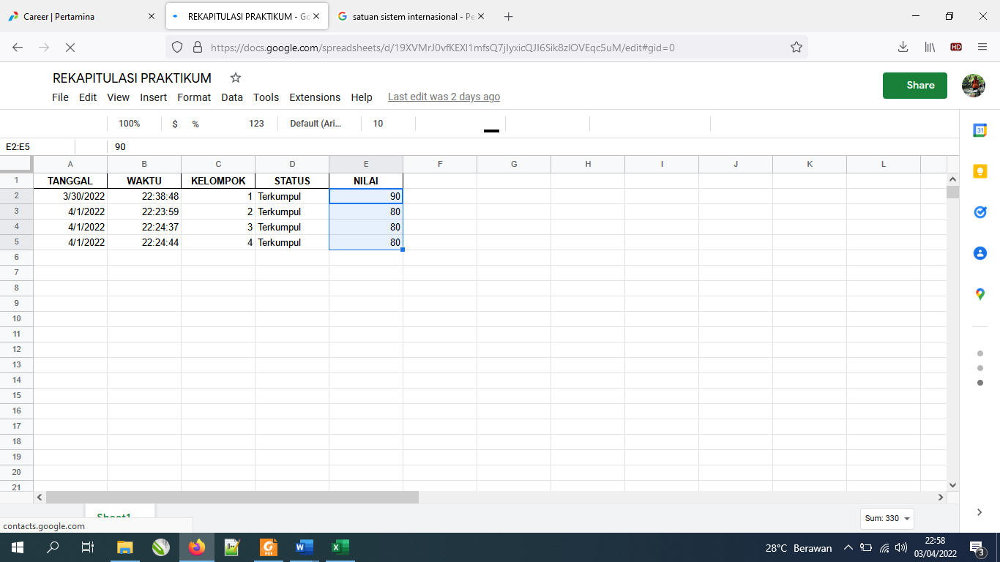 Career | Pertamina
REKAPITULASI PRAKTIKUM - Go
satuan sistem internasional - Pe
https://docs.google.com/spreadsheets/d/19XVMrJ0vfKEXl1mfsQ7jIyxicQJI6Sik8zlOVEqc5uM/edit#gid=0
HD
REKAPITULASI PRAKTIKUM
File Edit View Insert Format Data Tools Extensions Help Last edit was 2 days ago
Share
100% $ % 123 Default (Ari... 10
31
E2:E5 90
A B C D E F G H I J K L
1 TANGGAL WAKTU KELOMPOK STATUS NILAI
2 3/30/2022 22:38:48 1 Terkumpul 90
3 4/1/2022 22:23:59 2 Terkumpul 80
4 4/1/2022 22:24:37 3 Terkumpul 80
5 4/1/2022 22:24:44 4 Terkumpul 80
6
7
8
9
10
11
12
13
14
15
16
17
18
19
20
21
Sheet1
Sum: 330
contacts.google.com
28°C Berawan
22:58
03/04/2022
3